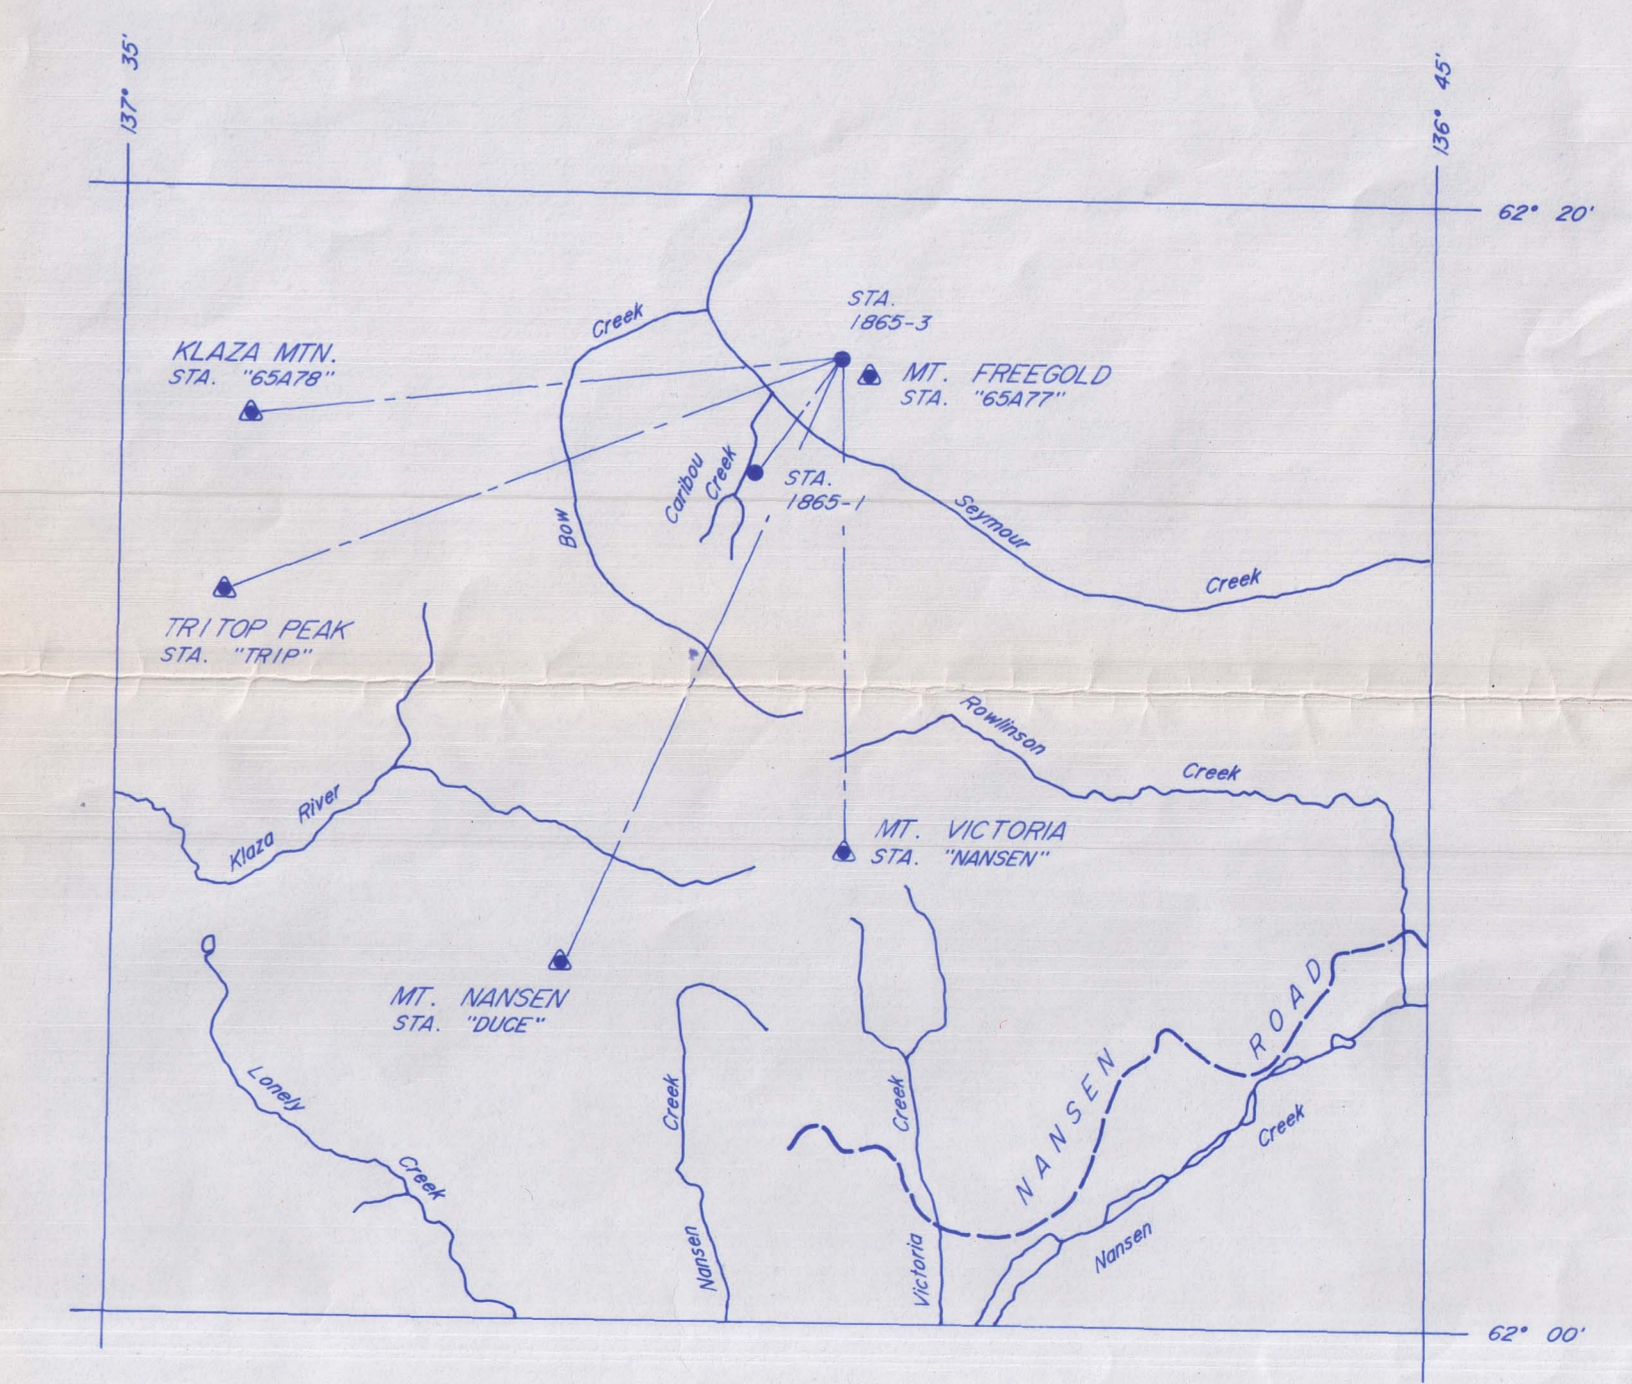 137° 35'
136° 45'
62° 20'
STA.
1865-3
Creek
KLAZA MTN.
STA. "65A78"
MT. FREEGOLD
STA. "65A77"
Caribou
Creek
STA.
1865-1
Bow
Seymour
Creek
TRITOP PEAK
STA. "TRIP"
Rowlinson
Creek
Klaza River
MT. VICTORIA
STA. "NANSEN"
MT. NANSEN
STA. "DUCE"
NANSEN ROAD
Lonely
Creek
Creek
Nansen
Creek
Victoria
Creek
Nansen
62° 00'